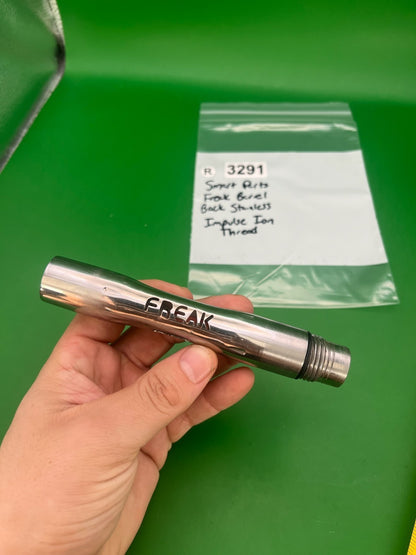 R 3291
Smart Parts
Freak Barrel
Back Stainless
Impulse Ion
Thread
FREAK